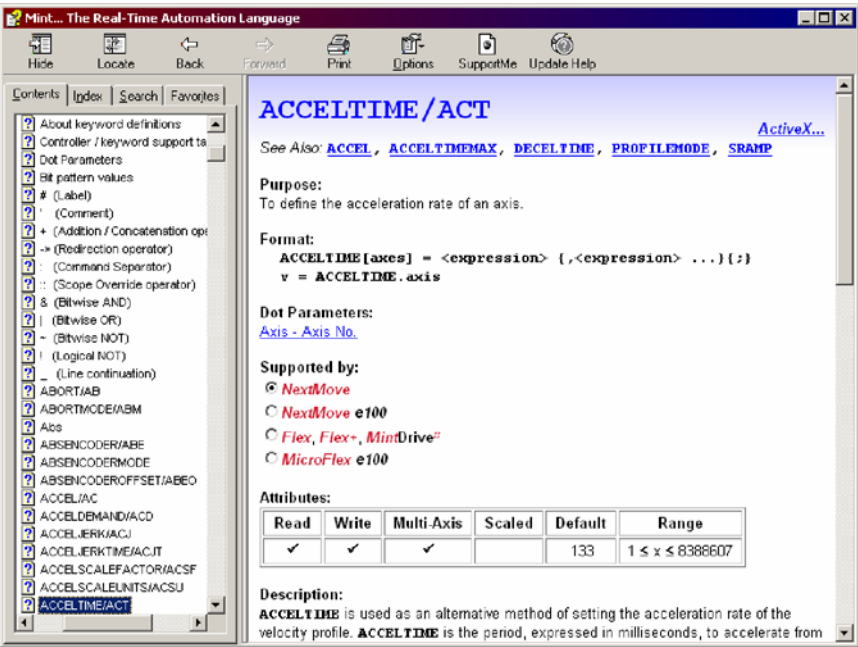 Mint... The Real-Time Automation Language
Hide Locate Back Forward Print Options SupportMe Update Help
Contents Index Search Favorites
About keyword definitions
Controller / keyword support ta
Dot Parameters
Bit pattern values
# (Label)
' (Comment)
+ (Addition / Concatenation ope
-> (Redirection operator)
: (Command Separator)
:: (Scope Override operator)
& (Bitwise AND)
| (Bitwise OR)
~ (Bitwise NOT)
! (Logical NOT)
_ (Line continuation)
ABORT/AB
ABORTMODE/ABM
Abs
ABSENCODER/ABE
ABSENCODERMODE
ABSENCODEROFFSET/ABEO
ACCEL/AC
ACCELDEMAND/ACD
ACCELJERK/ACJ
ACCELJERKTIME/ACJT
ACCELSCALEFACTOR/ACSF
ACCELSCALEUNITS/ACSU
ACCELTIME/ACT
ACCELTIME/ACT
ActiveX...
See Also: ACCEL, ACCELTIMEMAX, DECELTIME, PROFILEMODE, SRAMP
Purpose:
To define the acceleration rate of an axis.
Format:
ACCELTIME[axes] = <expression> {,<expression> ...}{;}
v = ACCELTIME.axis
Dot Parameters:
Axis - Axis No.
Supported by:
NextMove
NextMove e100
Flex, Flex+, MintDrive#
MicroFlex e100
Attributes:
Read Write Multi-Axis Scaled Default Range
✓ ✓ ✓ 133 1 ≤ x ≤ 8388607
Description:
ACCELTIME is used as an alternative method of setting the acceleration rate of the
velocity profile. ACCELTIME is the period, expressed in milliseconds, to accelerate from